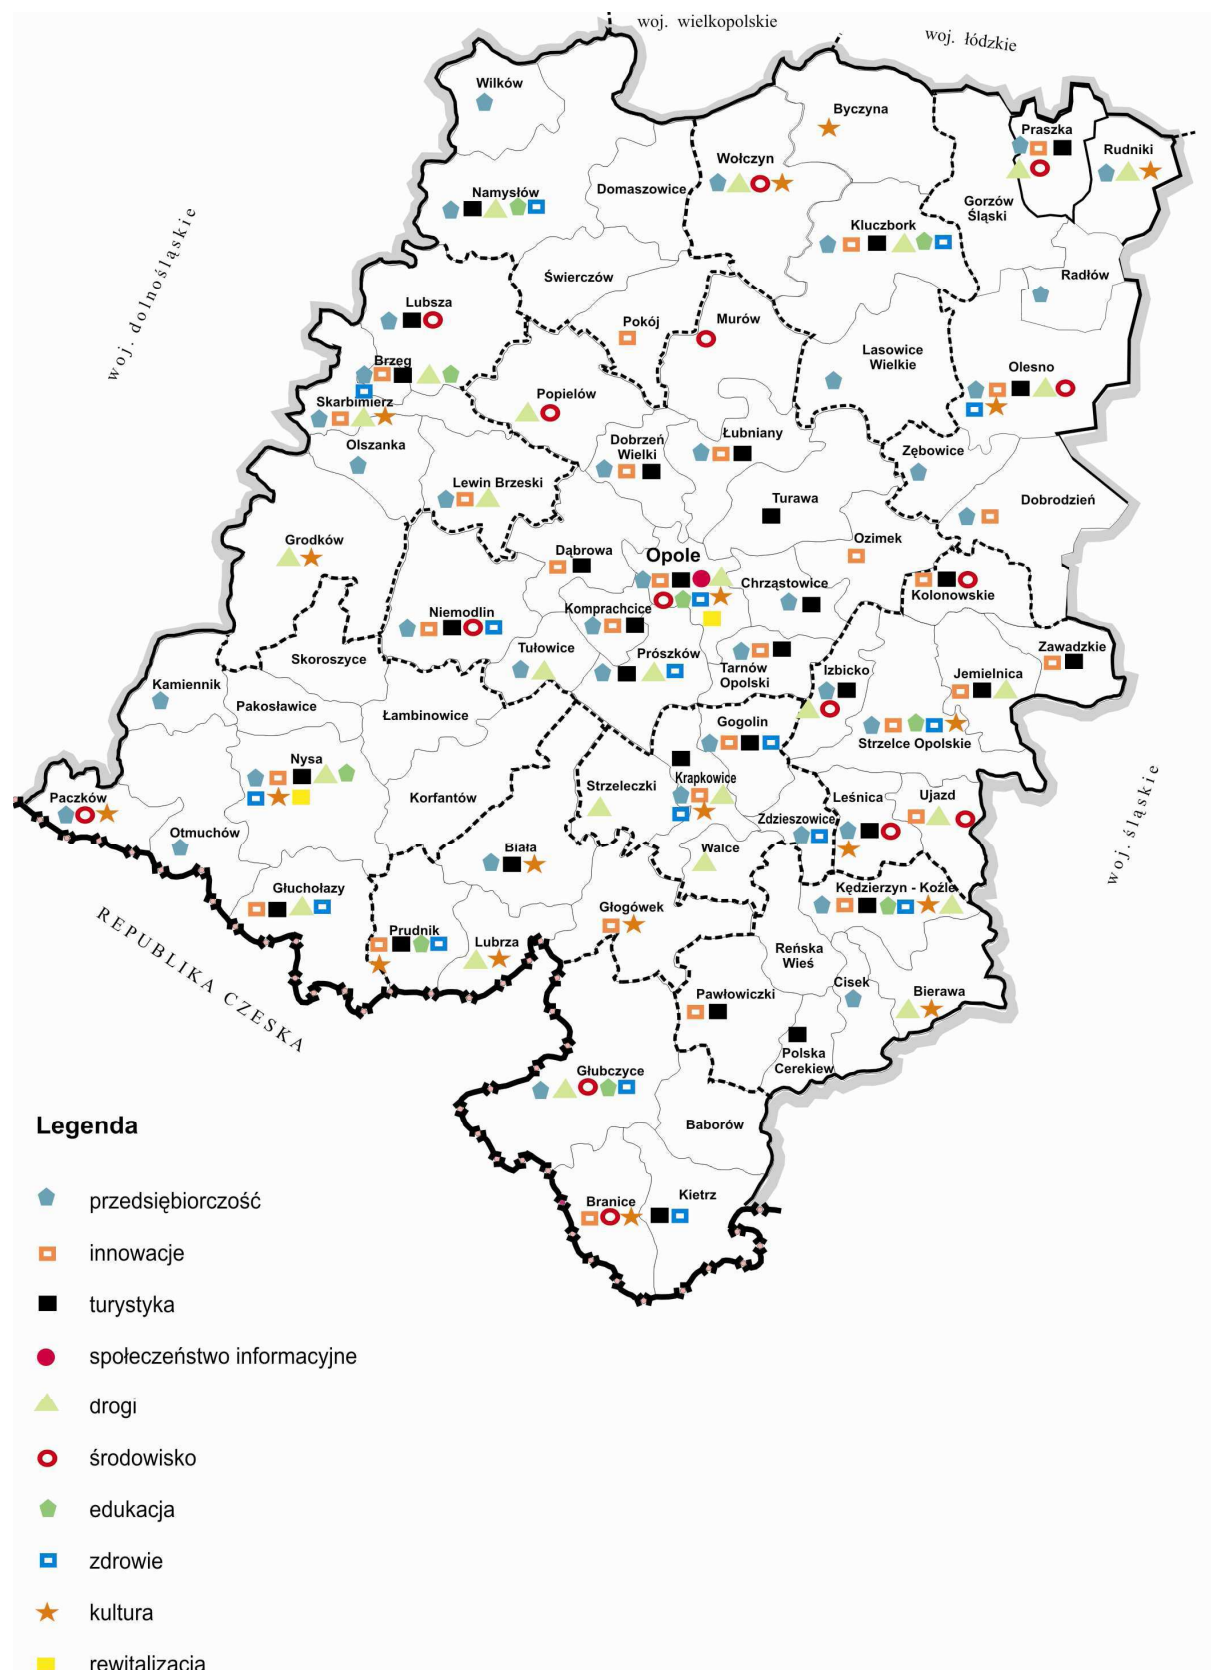 woj. wielkopolskie
woj. łódzkie
Wilków
Byczyna
Praszka
Rudniki
Wołczyn
Domaszowice
Namysłów
Gorzów
Śląski
Kluczbork
Radłów
Świerczów
woj. dolnośląskie
Lubsza
Pokój
Murów
Lasowice
Wielkie
Brzeg
Olesno
Popielów
Skarbimierz
Olszanka
Dobrzeń
Wielki
Łubniany
Zębowice
Lewin Brzeski
Turawa
Dobrodzień
Grodków
Dąbrowa
Opole
Ozimek
Chrząstowice
Kolonowskie
Niemodlin
Komprachcice
Tułowice
Prószków
Tarnów
Opolski
Izbicko
Zawadzkie
Jemielnica
Skoroszyce
Kamiennik
Pakosławice
Łambinowice
Gogolin
Strzelce Opolskie
Nysa
Strzeleczki
Krapkowice
Korfantów
Leśnica
Ujazd
Paczków
Zdzieszowice
woj. śląskie
Otmuchów
Biała
Walce
Głuchołazy
Kędzierzyn - Koźle
Głogówek
Prudnik
Lubrza
Reńska
Wieś
REPUBLIKA CZESKA
Cisek
Bierawa
Pawłowiczki
Polska
Cerekiew
Głubczyce
Baborów
Branice
Kietrz
Legenda
przedsiębiorczość
innowacje
turystyka
społeczeństwo informacyjne
drogi
środowisko
edukacja
zdrowie
kultura
rewitalizacja